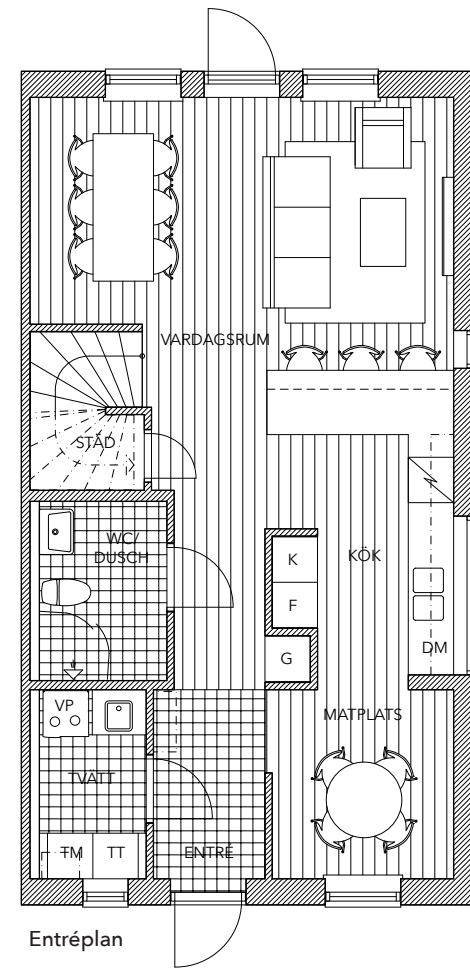 VARDAGSRUM
STÄD
WC/
DUSCH
K
KÖK
F
G
DM
VP
MATPLATS
TVÄTT
TM
TT
ENTRÉ
Entréplan